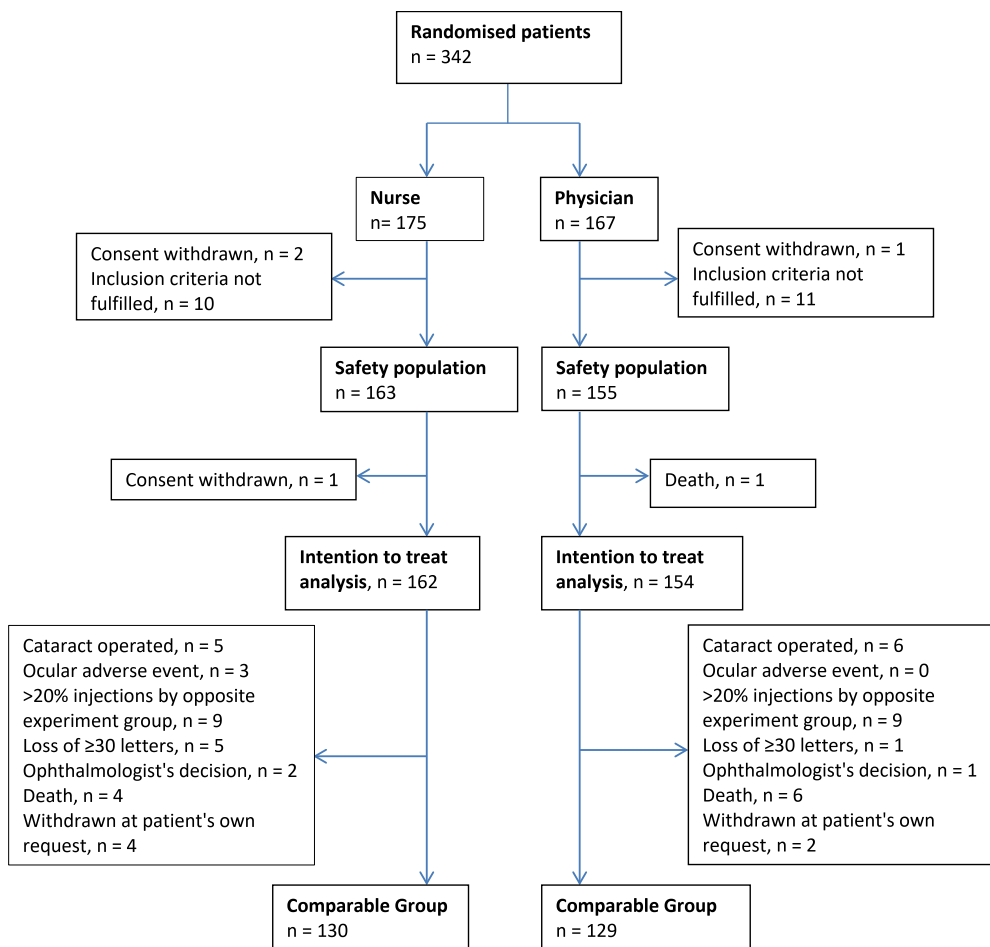 Randomised patients
n = 342
Nurse
n= 175
Physician
n = 167
Consent withdrawn, n = 2
Inclusion criteria not
fulfilled, n = 10
Consent withdrawn, n = 1
Inclusion criteria not
fulfilled, n = 11
Safety population
n = 163
Safety population
n = 155
Consent withdrawn, n = 1
Death, n = 1
Intention to treat
analysis, n = 162
Intention to treat
analysis, n = 154
Cataract operated, n = 5
Ocular adverse event, n = 3
>20% injections by opposite
experiment group, n = 9
Loss of ≥30 letters, n = 5
Ophthalmologist's decision, n = 2
Death, n = 4
Withdrawn at patient's own
request, n = 4
Cataract operated, n = 6
Ocular adverse event, n = 0
>20% injections by opposite
experiment group, n = 9
Loss of ≥30 letters, n = 1
Ophthalmologist's decision, n = 1
Death, n = 6
Withdrawn at patient's own
request, n = 2
Comparable Group
n = 130
Comparable Group
n = 129